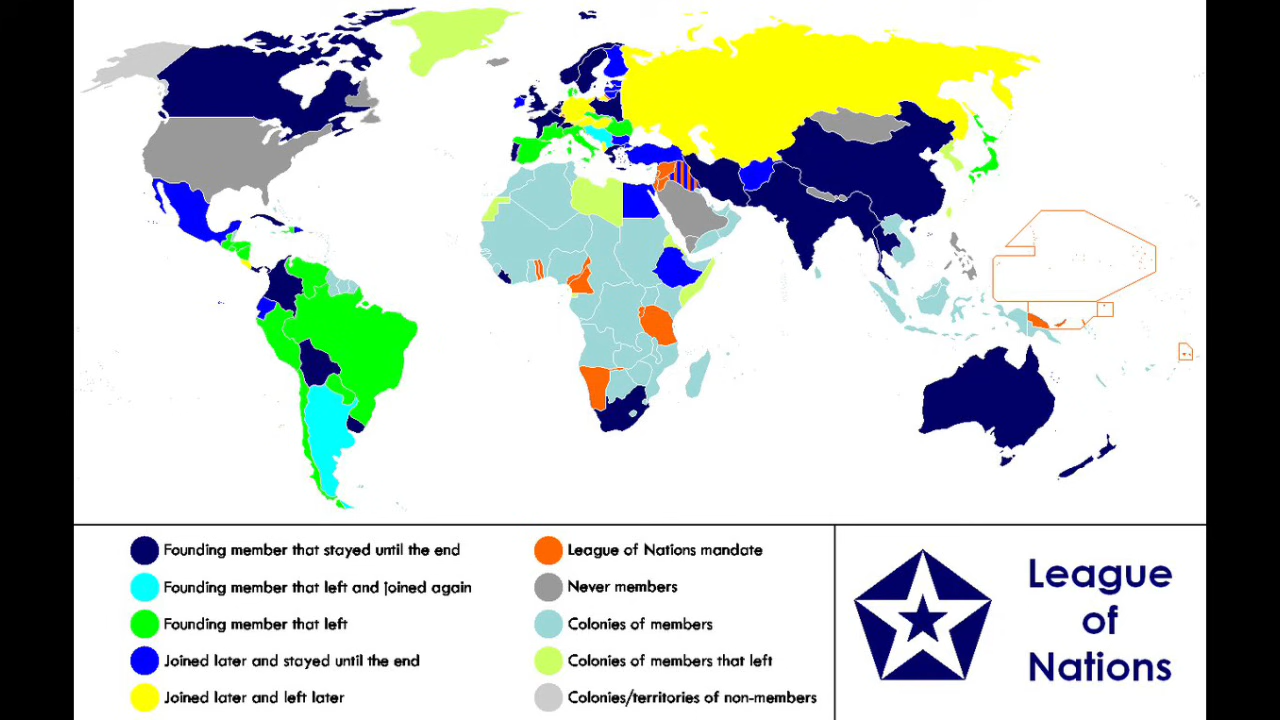 Founding member that stayed until the end
Founding member that left and joined again
Founding member that left
Joined later and stayed until the end
Joined later and left later
League of Nations mandate
Never members
Colonies of members
Colonies of members that left
Colonies/territories of non-members
League
of
Nations